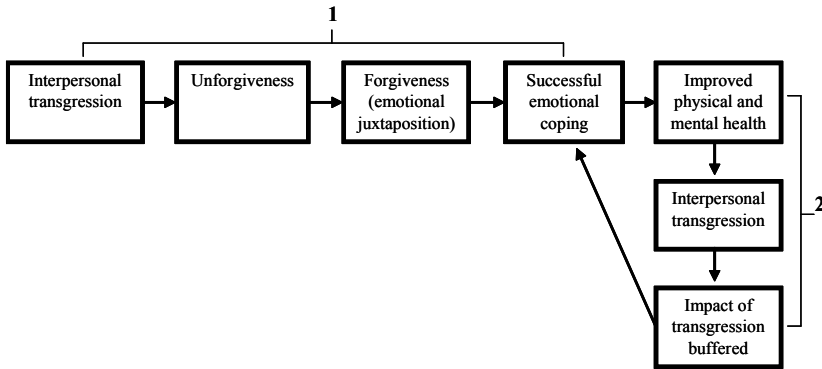 1
Interpersonal
transgression
Unforgiveness
Forgiveness
(emotional
juxtaposition)
Successful
emotional
coping
Improved
physical and
mental health
Interpersonal
transgression
2
Impact of
transgression
buffered